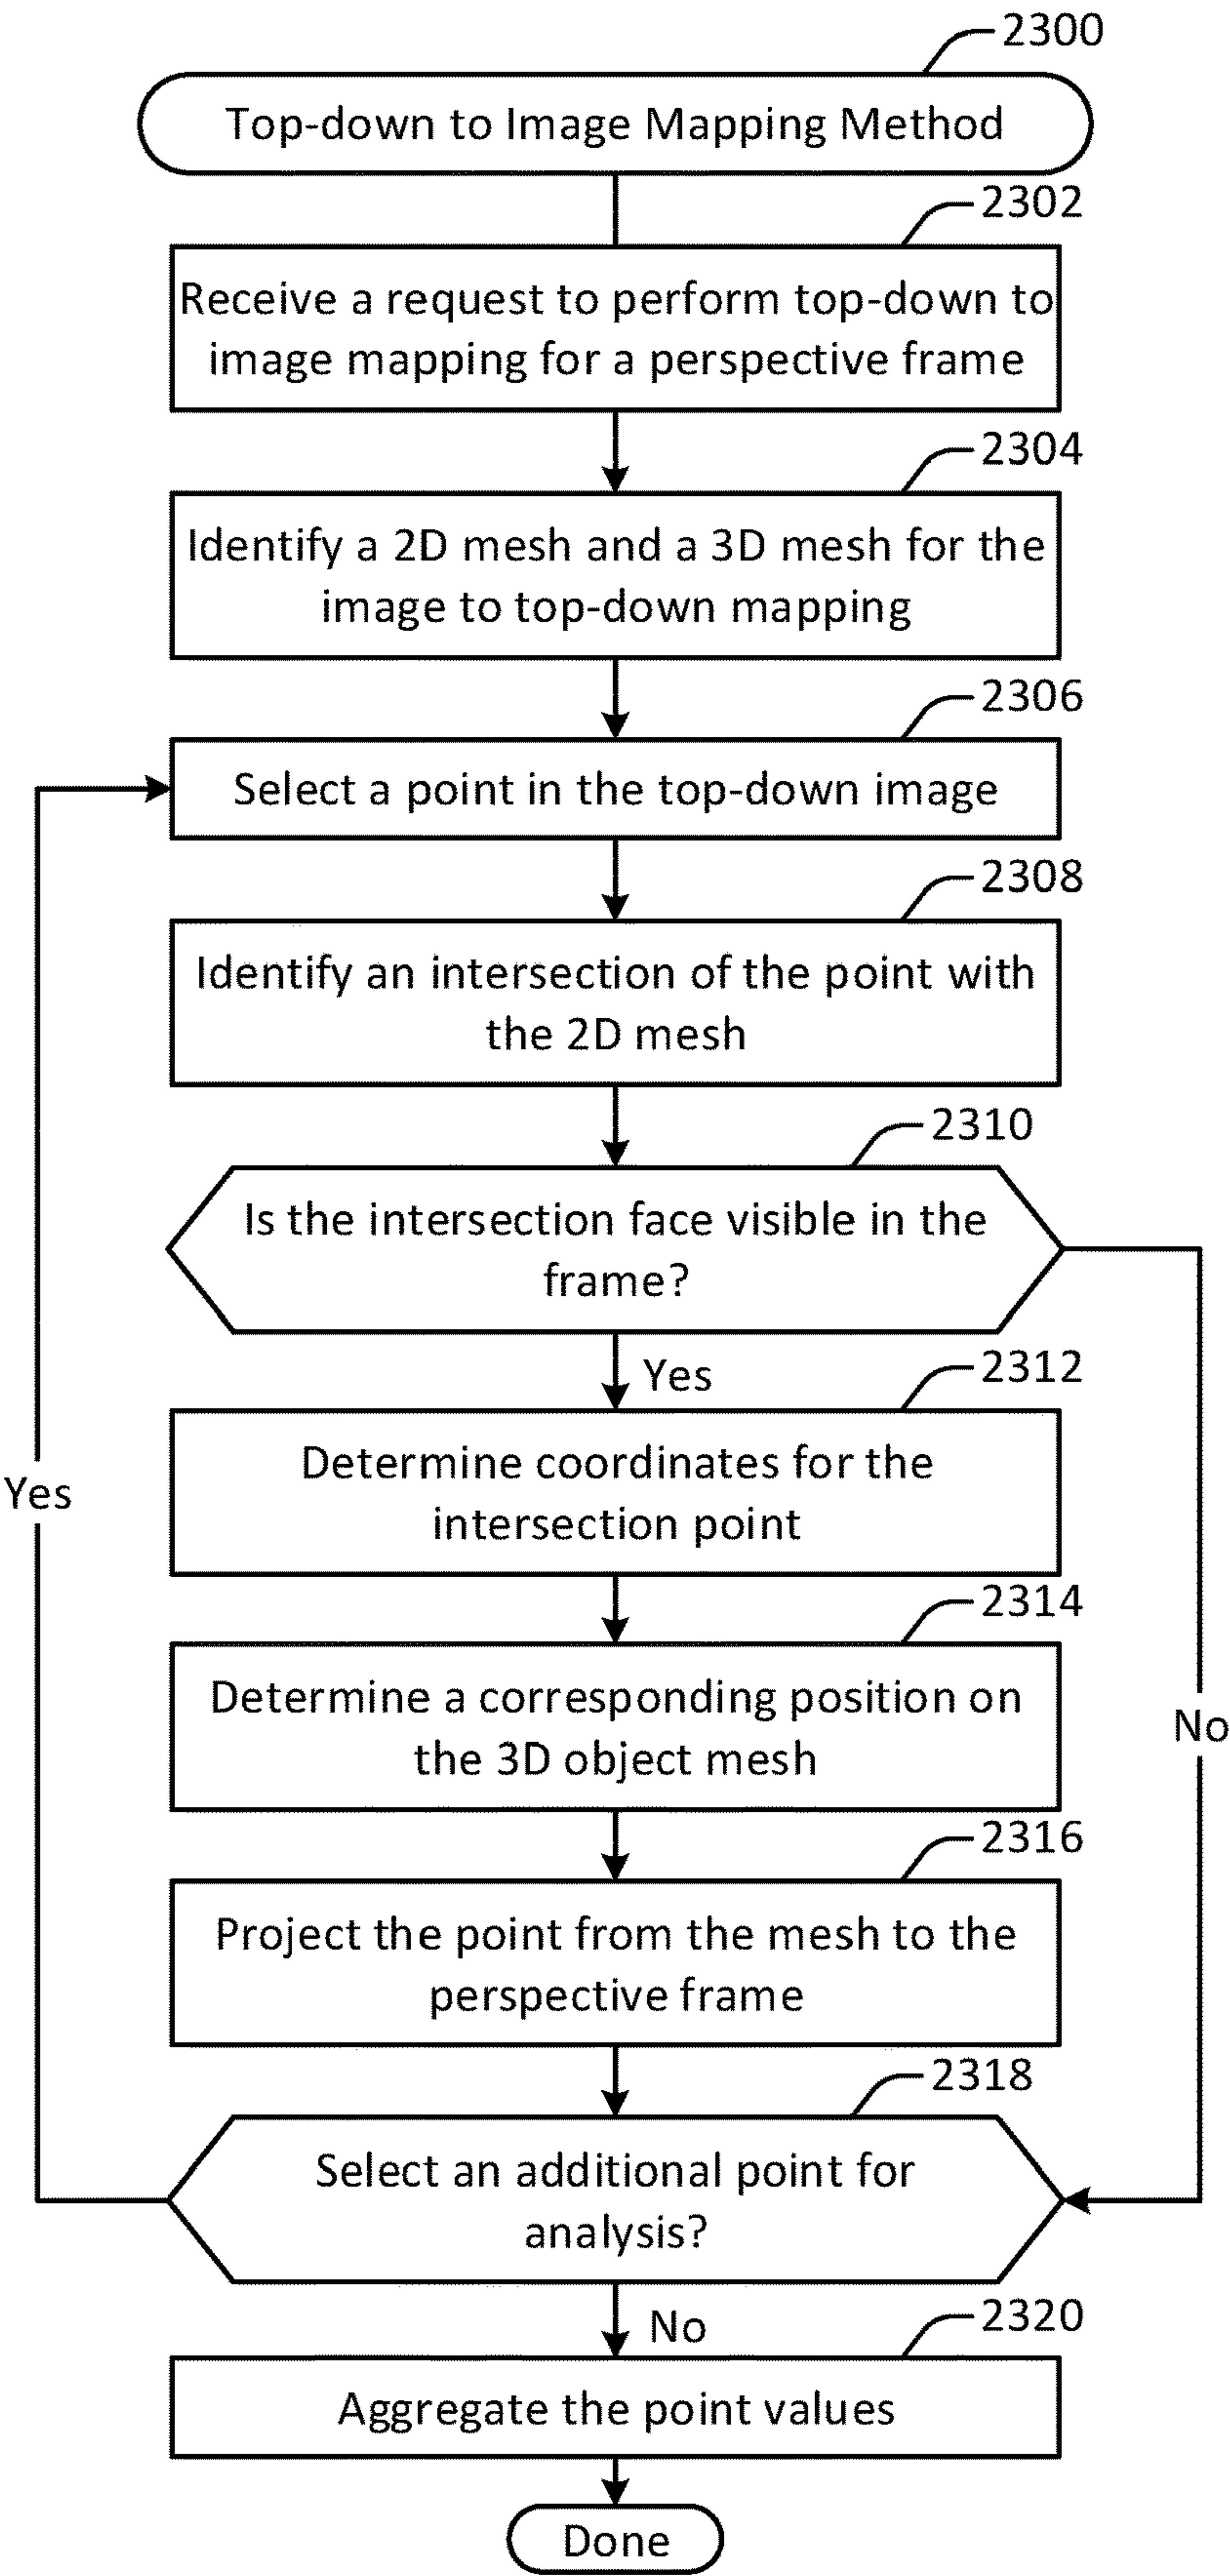 2300
Top-down to Image Mapping Method
2302
Receive a request to perform top-down to
image mapping for a perspective frame
2304
Identify a 2D mesh and a 3D mesh for the
image to top-down mapping
2306
Select a point in the top-down image
2308
Identify an intersection of the point with
the 2D mesh
2310
Is the intersection face visible in the
frame?
Yes
2312
Determine coordinates for the
intersection point
Yes
2314
Determine a corresponding position on
the 3D object mesh
No
2316
Project the point from the mesh to the
perspective frame
2318
Select an additional point for
analysis?
No
2320
Aggregate the point values
Done